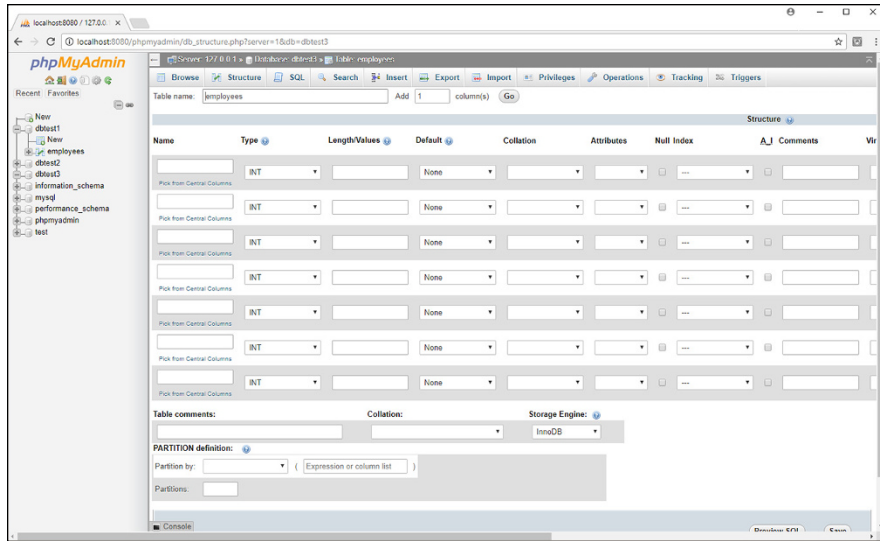 localhost:8080 / 127.0.0.1
localhost:8080/phpmyadmin/db_structure.php?server=1&db=dbtest3
phpMyAdmin
Recent Favorites
New
dbtest1
New
employees
dbtest2
dbtest3
information_schema
mysql
performance_schema
phpmyadmin
test
Server: 127.0.0.1 » Database: dbtest3 » Table: employees
Browse Structure SQL Search Insert Export Import Privileges Operations Tracking Triggers
Table name: employees Add 1 column(s) Go
Structure
Name Type Length/Values Default Collation Attributes Null Index A_I Comments Vir
INT None ---
Pick from Central Columns
INT None ---
Pick from Central Columns
INT None ---
Pick from Central Columns
INT None ---
Pick from Central Columns
INT None ---
Pick from Central Columns
INT None ---
Pick from Central Columns
INT None ---
Pick from Central Columns
Table comments: Collation: Storage Engine:
InnoDB
PARTITION definition:
Partition by: ( Expression or column list )
Partitions:
Console
Preview SQL Save